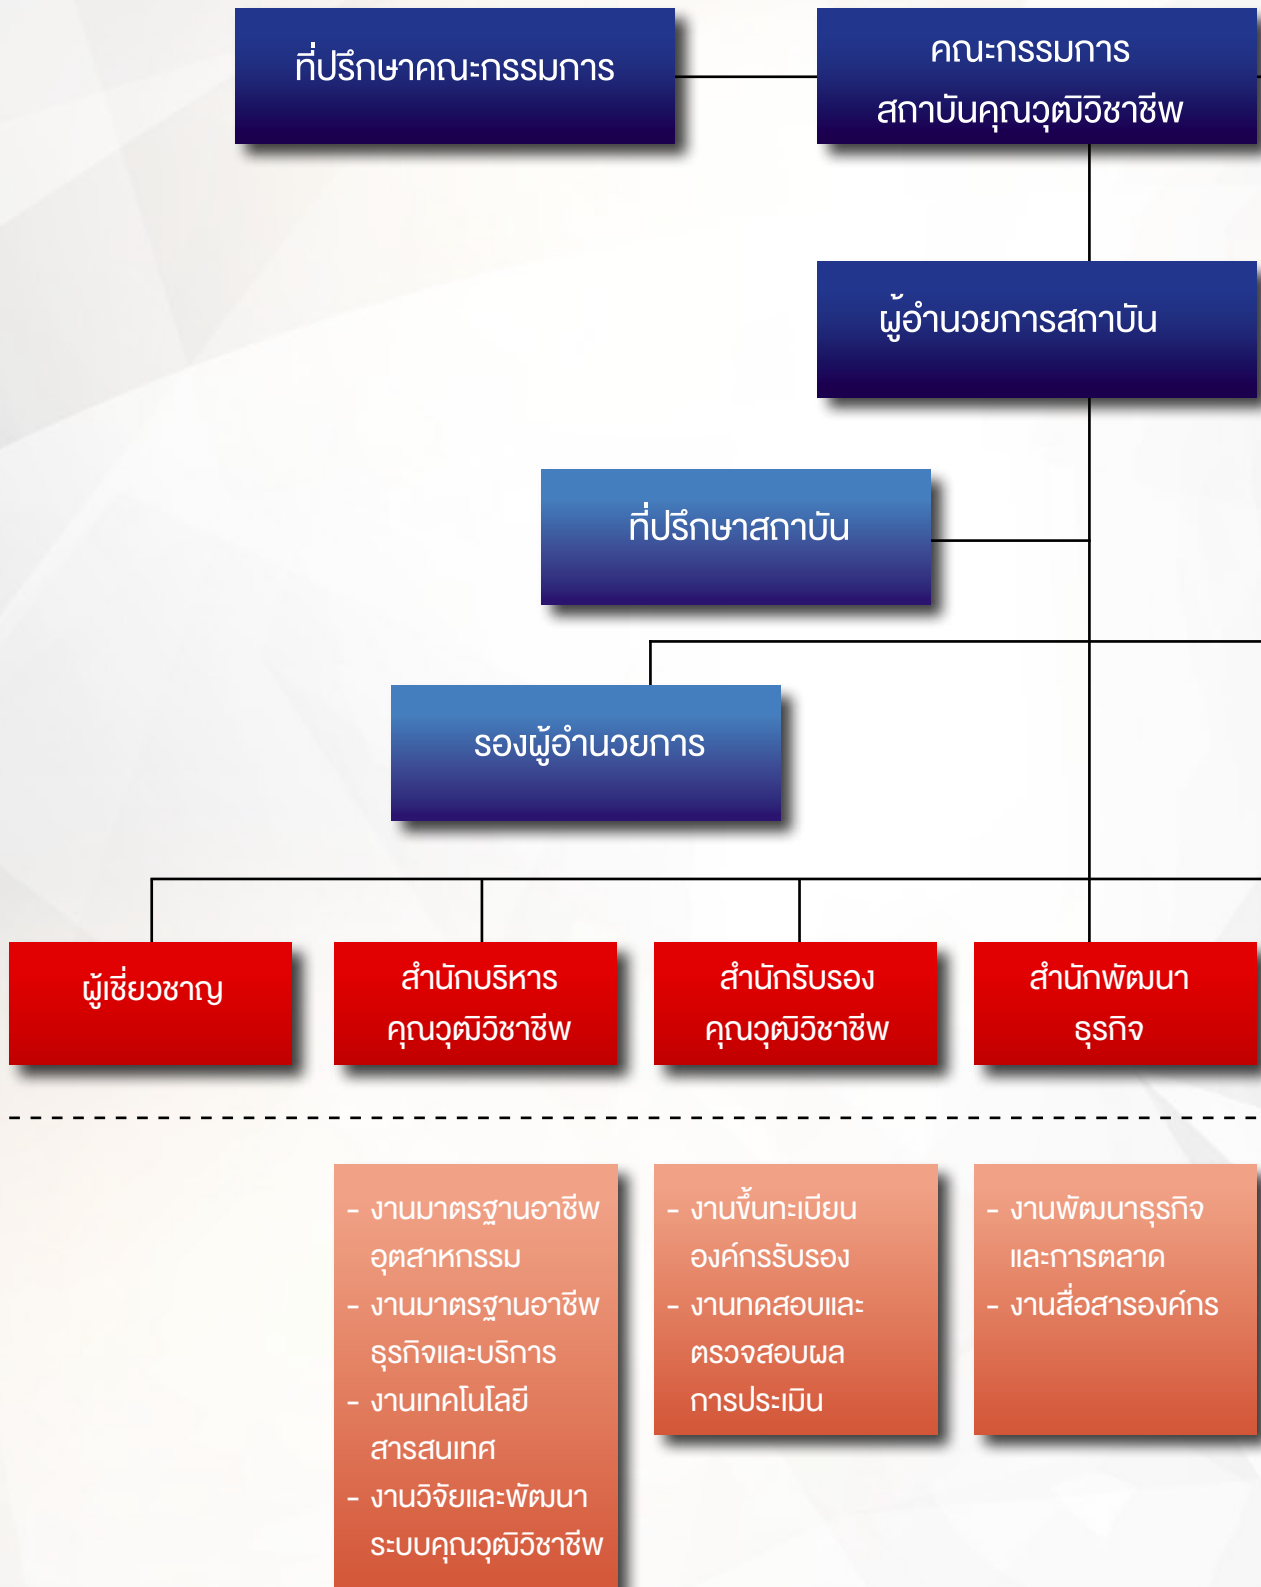 ที่ปรึกษาคณะกรรมการ
คณะกรรมการ
สถาบันคุณวุฒิวิชาชีพ
ผู้อำนวยการสถาบัน
ที่ปรึกษาสถาบัน
รองผู้อำนวยการ
ผู้เชี่ยวชาญ
สำนักบริหาร
คุณวุฒิวิชาชีพ
สำนักรับรอง
คุณวุฒิวิชาชีพ
สำนักพัฒนา
ธุรกิจ
- งานมาตรฐานอาชีพ
อุตสาหกรรม
- งานมาตรฐานอาชีพ
ธุรกิจและบริการ
- งานเทคโนโลยี
สารสนเทศ
- งานวิจัยและพัฒนา
ระบบคุณวุฒิวิชาชีพ
- งานขึ้นทะเบียน
องค์กรรับรอง
- งานทดสอบและ
ตรวจสอบผล
การประเมิน
- งานพัฒนาธุรกิจ
และการตลาด
- งานสื่อสารองค์กร